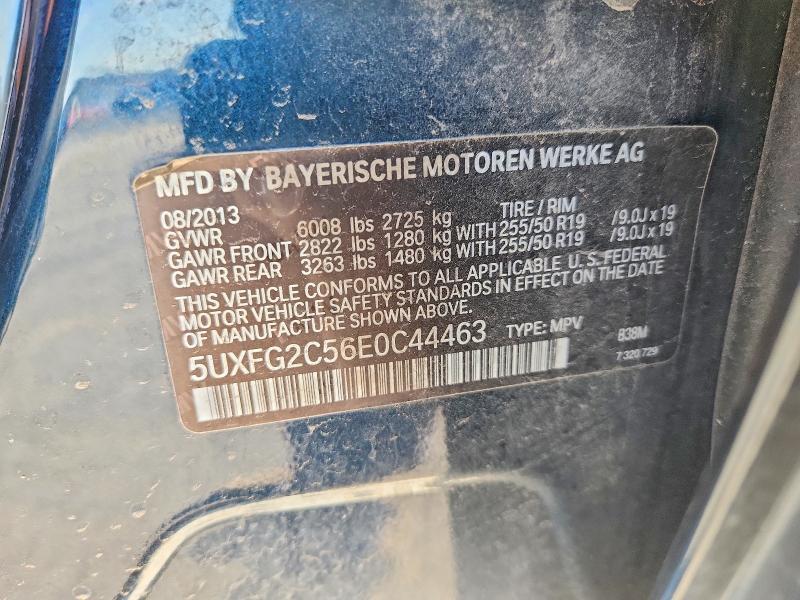 MFD BY BAYERISCHE MOTOREN WERKE AG
08/2013 TIRE / RIM
GVWR 6008 lbs 2725 kg
GAWR FRONT 2822 lbs 1280 kg WITH 255/50 R19 /9.0J x 19
GAWR REAR 3263 lbs 1480 kg WITH 255/50 R19 /9.0J x 19
THIS VEHICLE CONFORMS TO ALL APPLICABLE U.S. FEDERAL
MOTOR VEHICLE SAFETY STANDARDS IN EFFECT ON THE DATE
OF MANUFACTURE SHOWN ABOVE.
5UXFG2C56E0C44463 TYPE: MPV B38M
7 320 729